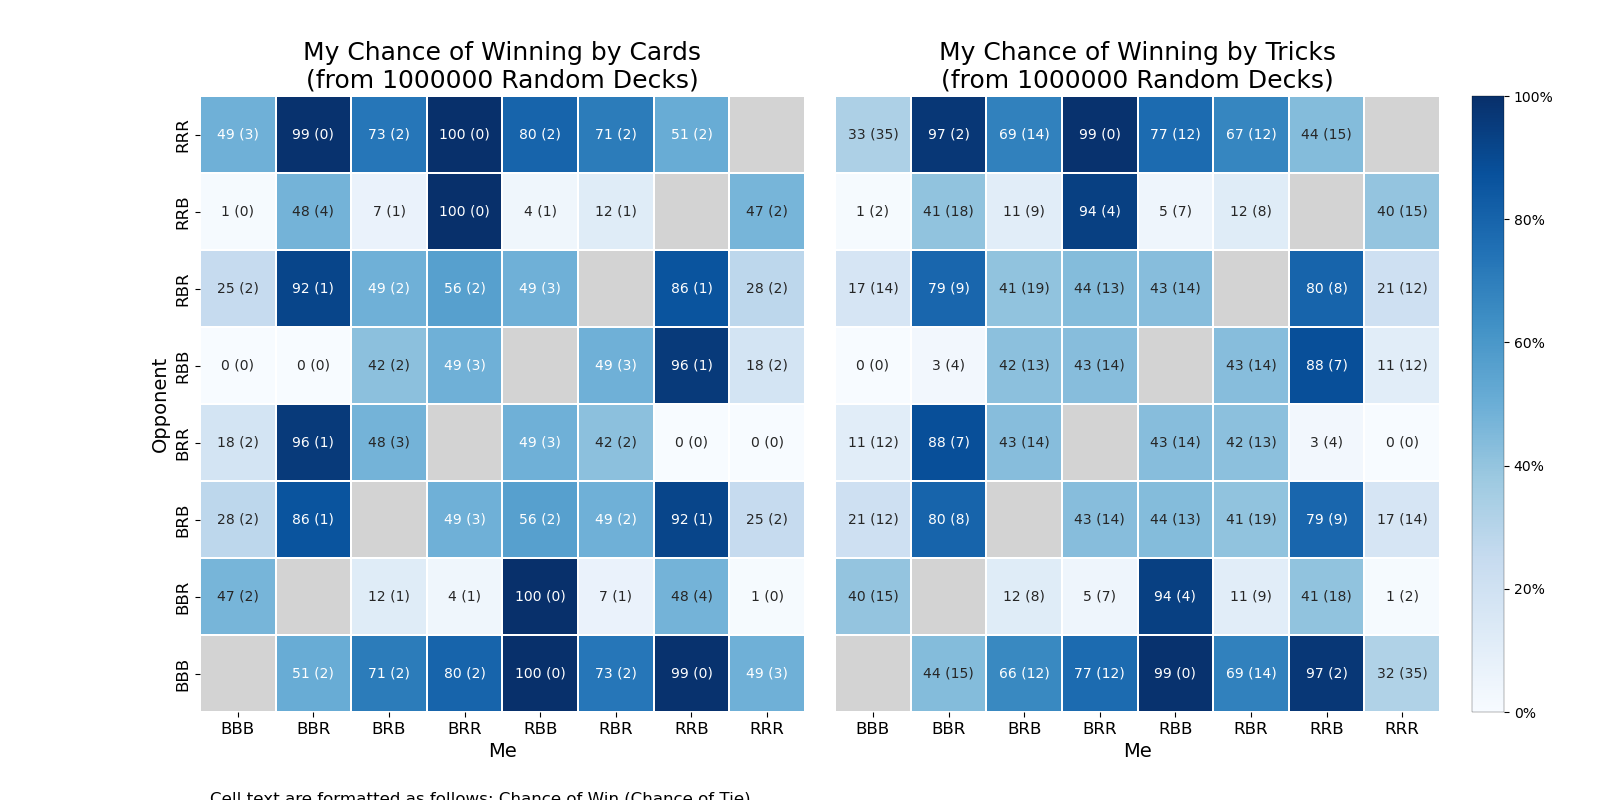 My Chance of Winning by Cards
(from 1000000 Random Decks)
My Chance of Winning by Tricks
(from 1000000 Random Decks)
Opponent
RRR 49 (3) 99 (0) 73 (2) 100 (0) 80 (2) 71 (2) 51 (2)
RRB 1 (0) 48 (4) 7 (1) 100 (0) 4 (1) 12 (1) 47 (2)
RBR 25 (2) 92 (1) 49 (2) 56 (2) 49 (3) 86 (1) 28 (2)
RBB 0 (0) 0 (0) 42 (2) 49 (3) 49 (3) 96 (1) 18 (2)
BRR 18 (2) 96 (1) 48 (3) 49 (3) 42 (2) 0 (0) 0 (0)
BRB 28 (2) 86 (1) 49 (3) 56 (2) 49 (2) 92 (1) 25 (2)
BBR 47 (2) 12 (1) 4 (1) 100 (0) 7 (1) 48 (4) 1 (0)
BBB 51 (2) 71 (2) 80 (2) 100 (0) 73 (2) 99 (0) 49 (3)
BBB BBR BRB BRR RBB RBR RRB RRR
Me
33 (35) 97 (2) 69 (14) 99 (0) 77 (12) 67 (12) 44 (15)
1 (2) 41 (18) 11 (9) 94 (4) 5 (7) 12 (8) 40 (15)
17 (14) 79 (9) 41 (19) 44 (13) 43 (14) 80 (8) 21 (12)
0 (0) 3 (4) 42 (13) 43 (14) 43 (14) 88 (7) 11 (12)
11 (12) 88 (7) 43 (14) 43 (14) 42 (13) 3 (4) 0 (0)
21 (12) 80 (8) 43 (14) 44 (13) 41 (19) 79 (9) 17 (14)
40 (15) 12 (8) 5 (7) 94 (4) 11 (9) 41 (18) 1 (2)
44 (15) 66 (12) 77 (12) 99 (0) 69 (14) 97 (2) 32 (35)
BBB BBR BRB BRR RBB RBR RRB RRR
Me
100%
80%
60%
40%
20%
0%
Cell text are formatted as follows: Chance of Win (Chance of Tie)